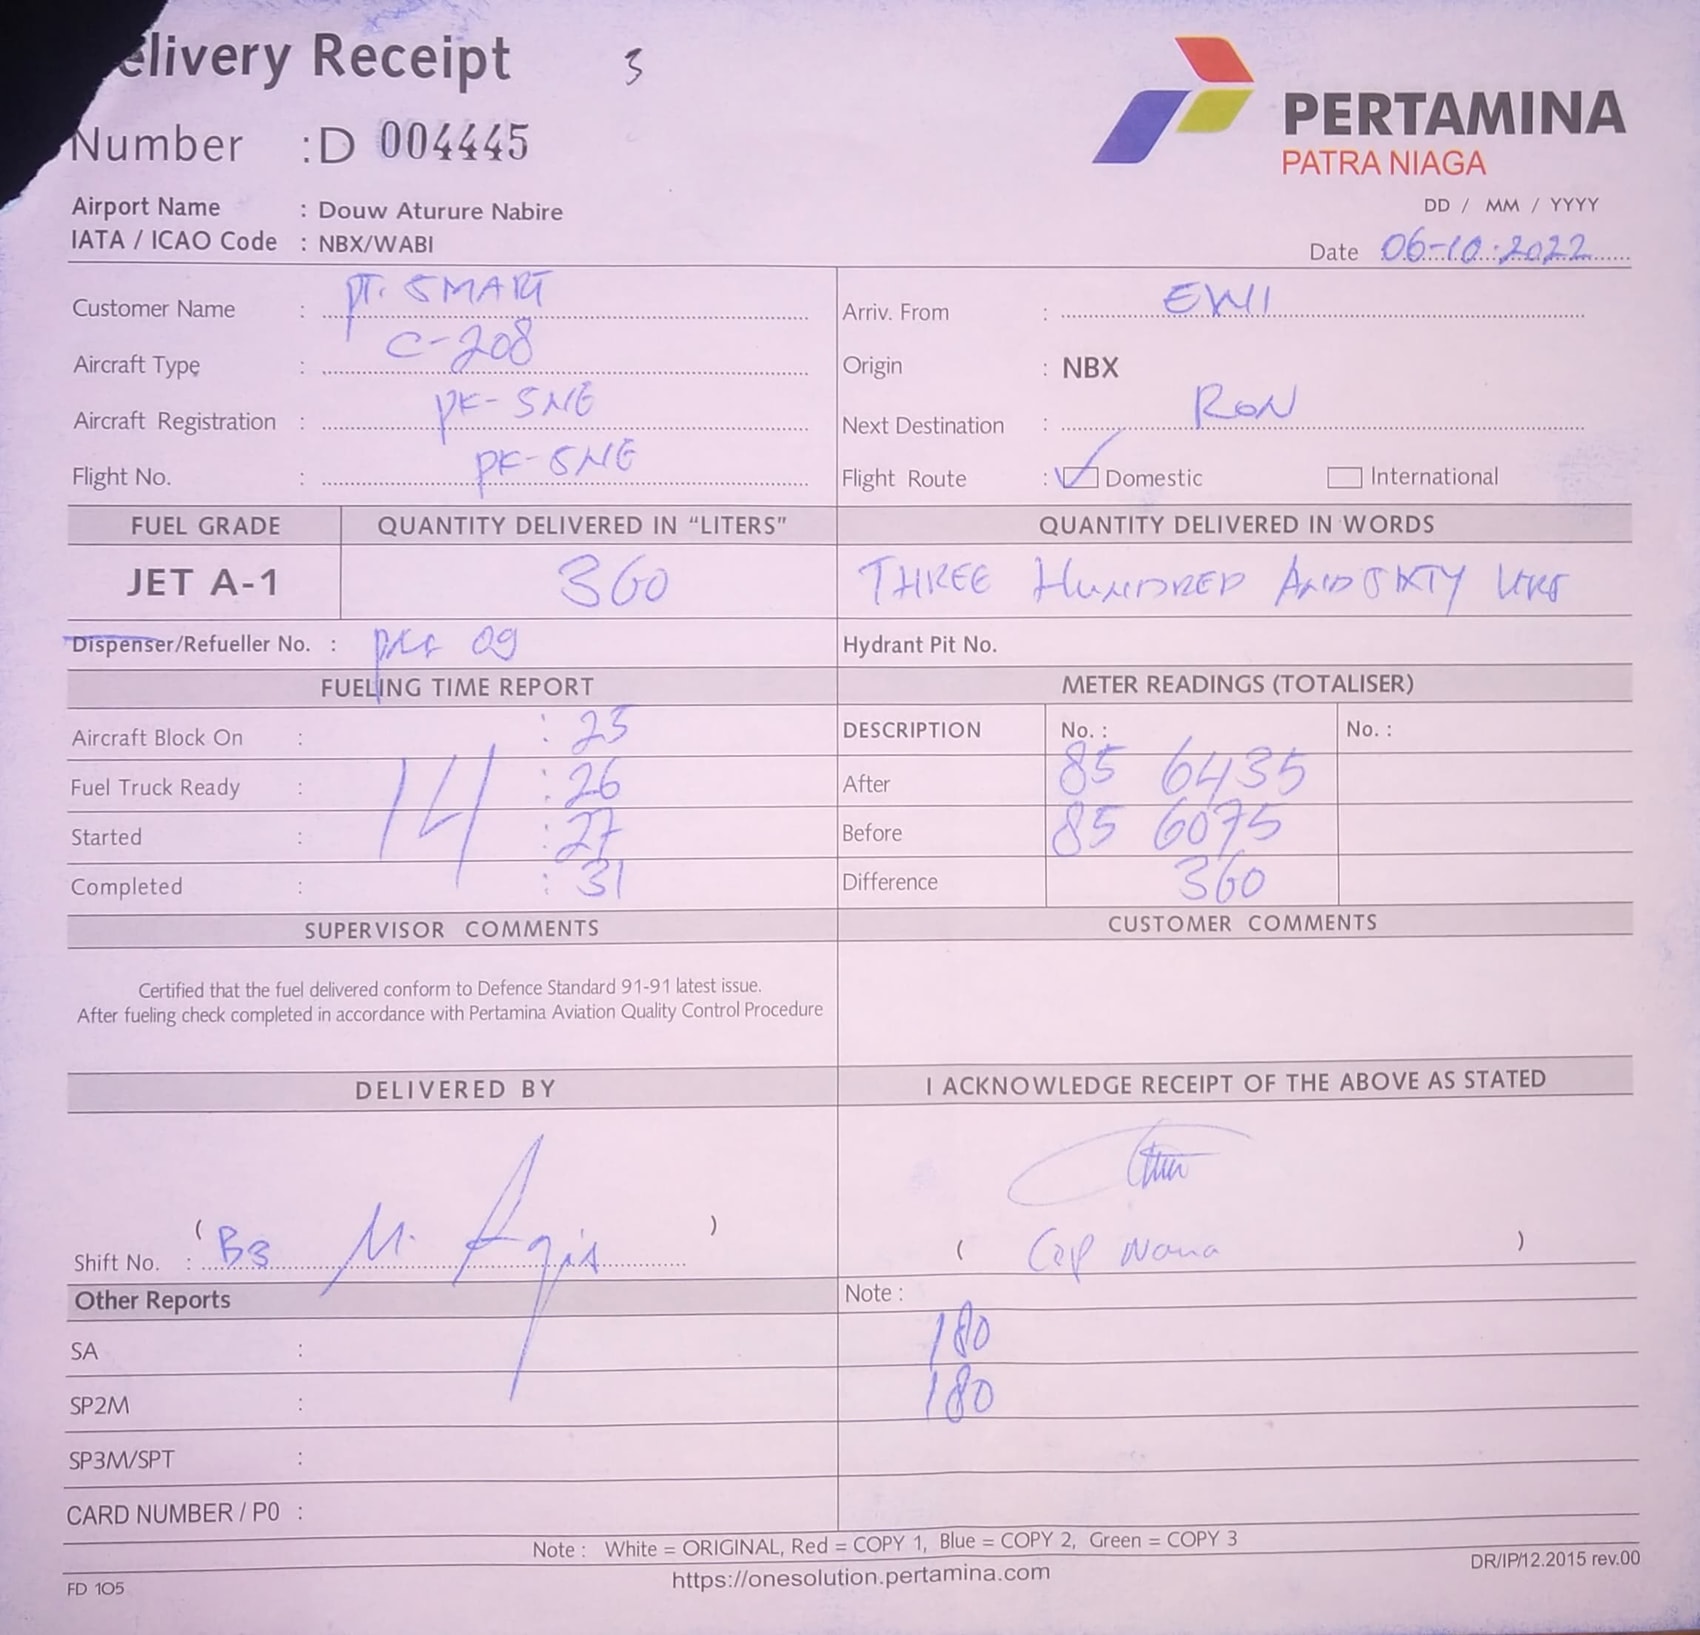 elivery Receipt 3
Number : D 004445
PERTAMINA
PATRA NIAGA
Airport Name : Douw Aturure Nabire
IATA / ICAO Code : NBX/WABI
DD / MM / YYYY
Date 06-10-2022
Customer Name : PT. SMART
Aircraft Type : C-208
Aircraft Registration : PK-SNE
Flight No. : PK-SNE
Arriv. From : EWI
Origin : NBX
Next Destination : RON
Flight Route : Domestic International
FUEL GRADE QUANTITY DELIVERED IN “LITERS” QUANTITY DELIVERED IN WORDS
JET A-1 360 THREE HUNDRED AND SIXTY
Dispenser/Refueller No. : 09 Hydrant Pit No.
FUELING TIME REPORT
Aircraft Block On : : 25
Fuel Truck Ready : : 26
Started : 14 : 27
Completed : : 31
METER READINGS (TOTALISER)
DESCRIPTION No. : No. :
After 85 6435
Before 85 6075
Difference 360
SUPERVISOR COMMENTS
Certified that the fuel delivered conform to Defence Standard 91-91 latest issue.
After fueling check completed in accordance with Pertamina Aviation Quality Control Procedure
CUSTOMER COMMENTS
DELIVERED BY
( )
Shift No. : B3 M. Agis
I ACKNOWLEDGE RECEIPT OF THE ABOVE AS STATED
( Cap Nana )
Other Reports
SA :
SP2M :
SP3M/SPT :
CARD NUMBER / P0 :
Note :
180
180
Note : White = ORIGINAL, Red = COPY 1, Blue = COPY 2, Green = COPY 3
https://onesolution.pertamina.com
FD 105
DR/IP/12.2015 rev.00